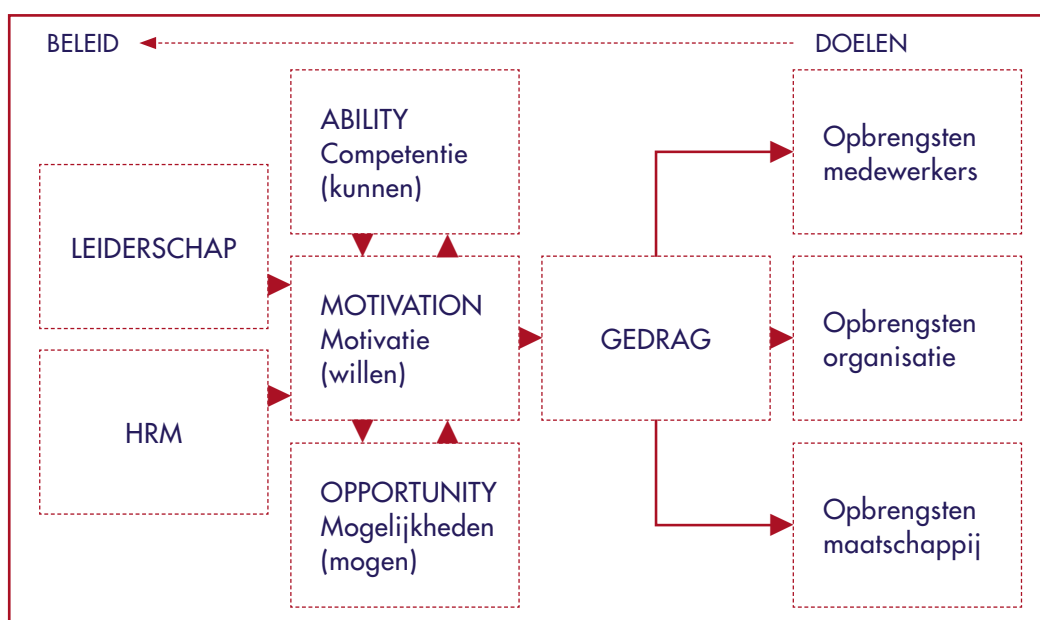 BELEID
DOELEN
LEIDERSCHAP
HRM
ABILITY
Competentie
(kunnen)
MOTIVATION
Motivatie
(willen)
OPPORTUNITY
Mogelijkheden
(mogen)
GEDRAG
Opbrengsten
medewerkers
Opbrengsten
organisatie
Opbrengsten
maatschappij